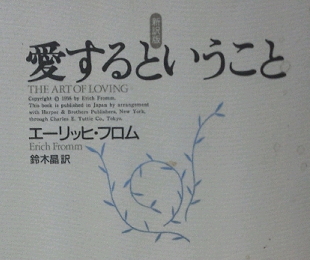 新訳版
愛するということ
THE ART OF LOVING
Copyright © 1956 by Erich Fromm.
This book is published in Japan by arrangement
with Harper & Brothers Publishers, New York,
through Charles E. Tuttle Co., Tokyo.
エーリッヒ・フロム
Erich Fromm
鈴木晶訳